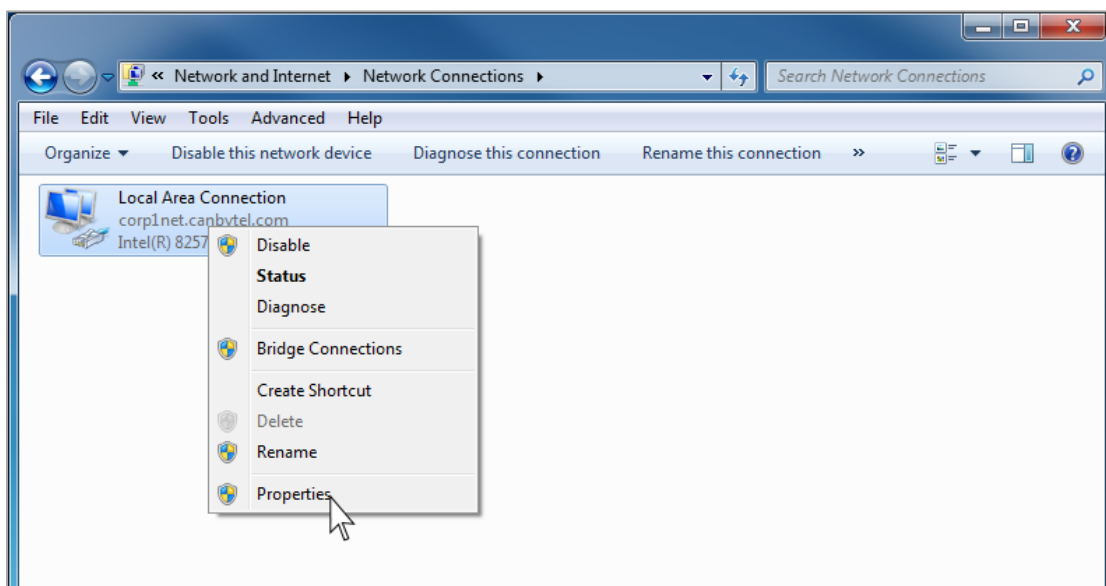 « Network and Internet ▸ Network Connections ▸
Search Network Connections
File Edit View Tools Advanced Help
Organize ▾ Disable this network device Diagnose this connection Rename this connection »
Local Area Connection
corp1net.canbytel.com
Intel(R) 8257
Disable
Status
Diagnose
Bridge Connections
Create Shortcut
Delete
Rename
Properties